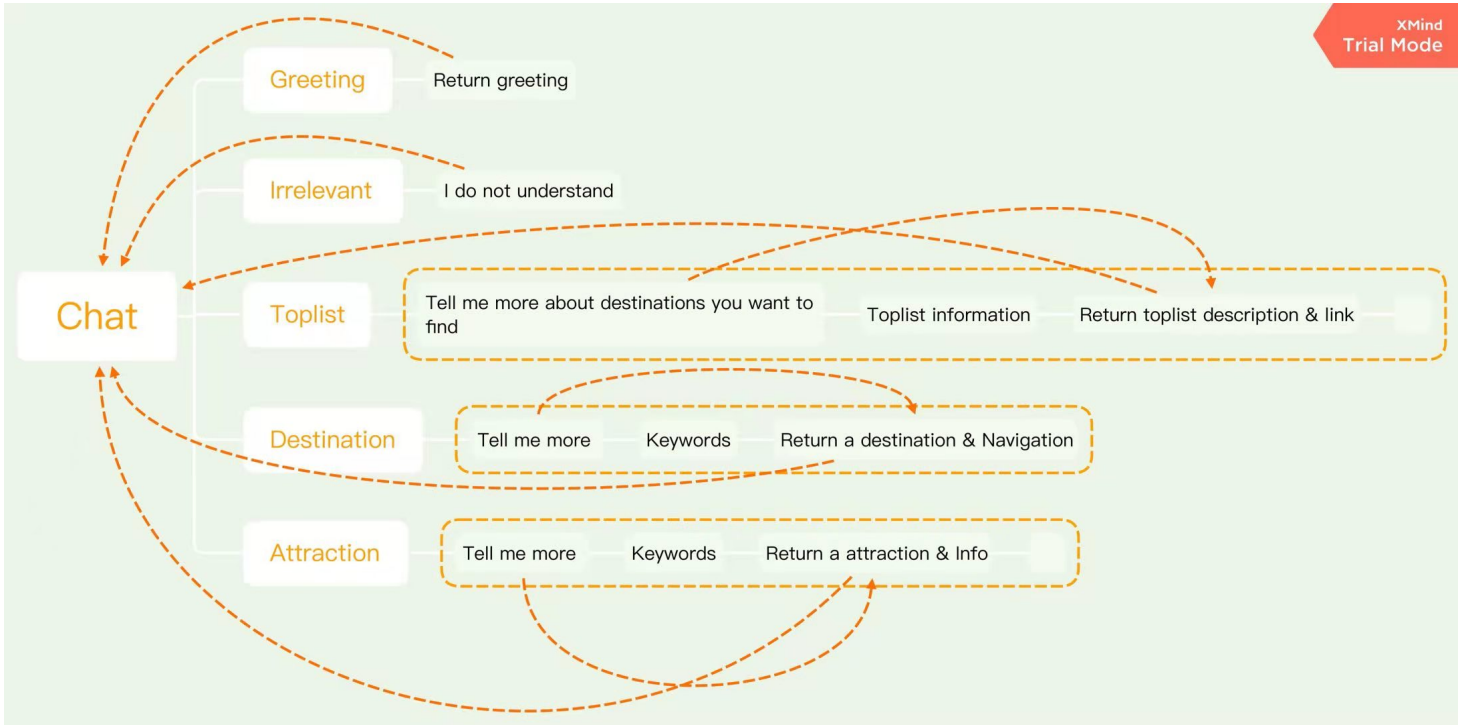 XMind
Trial Mode
Greeting
Return greeting
Irrelevant
I do not understand
Chat
Toplist
Tell me more about destinations you want to
find
Toplist information
Return toplist description & link
Destination
Tell me more
Keywords
Return a destination & Navigation
Attraction
Tell me more
Keywords
Return a attraction & Info